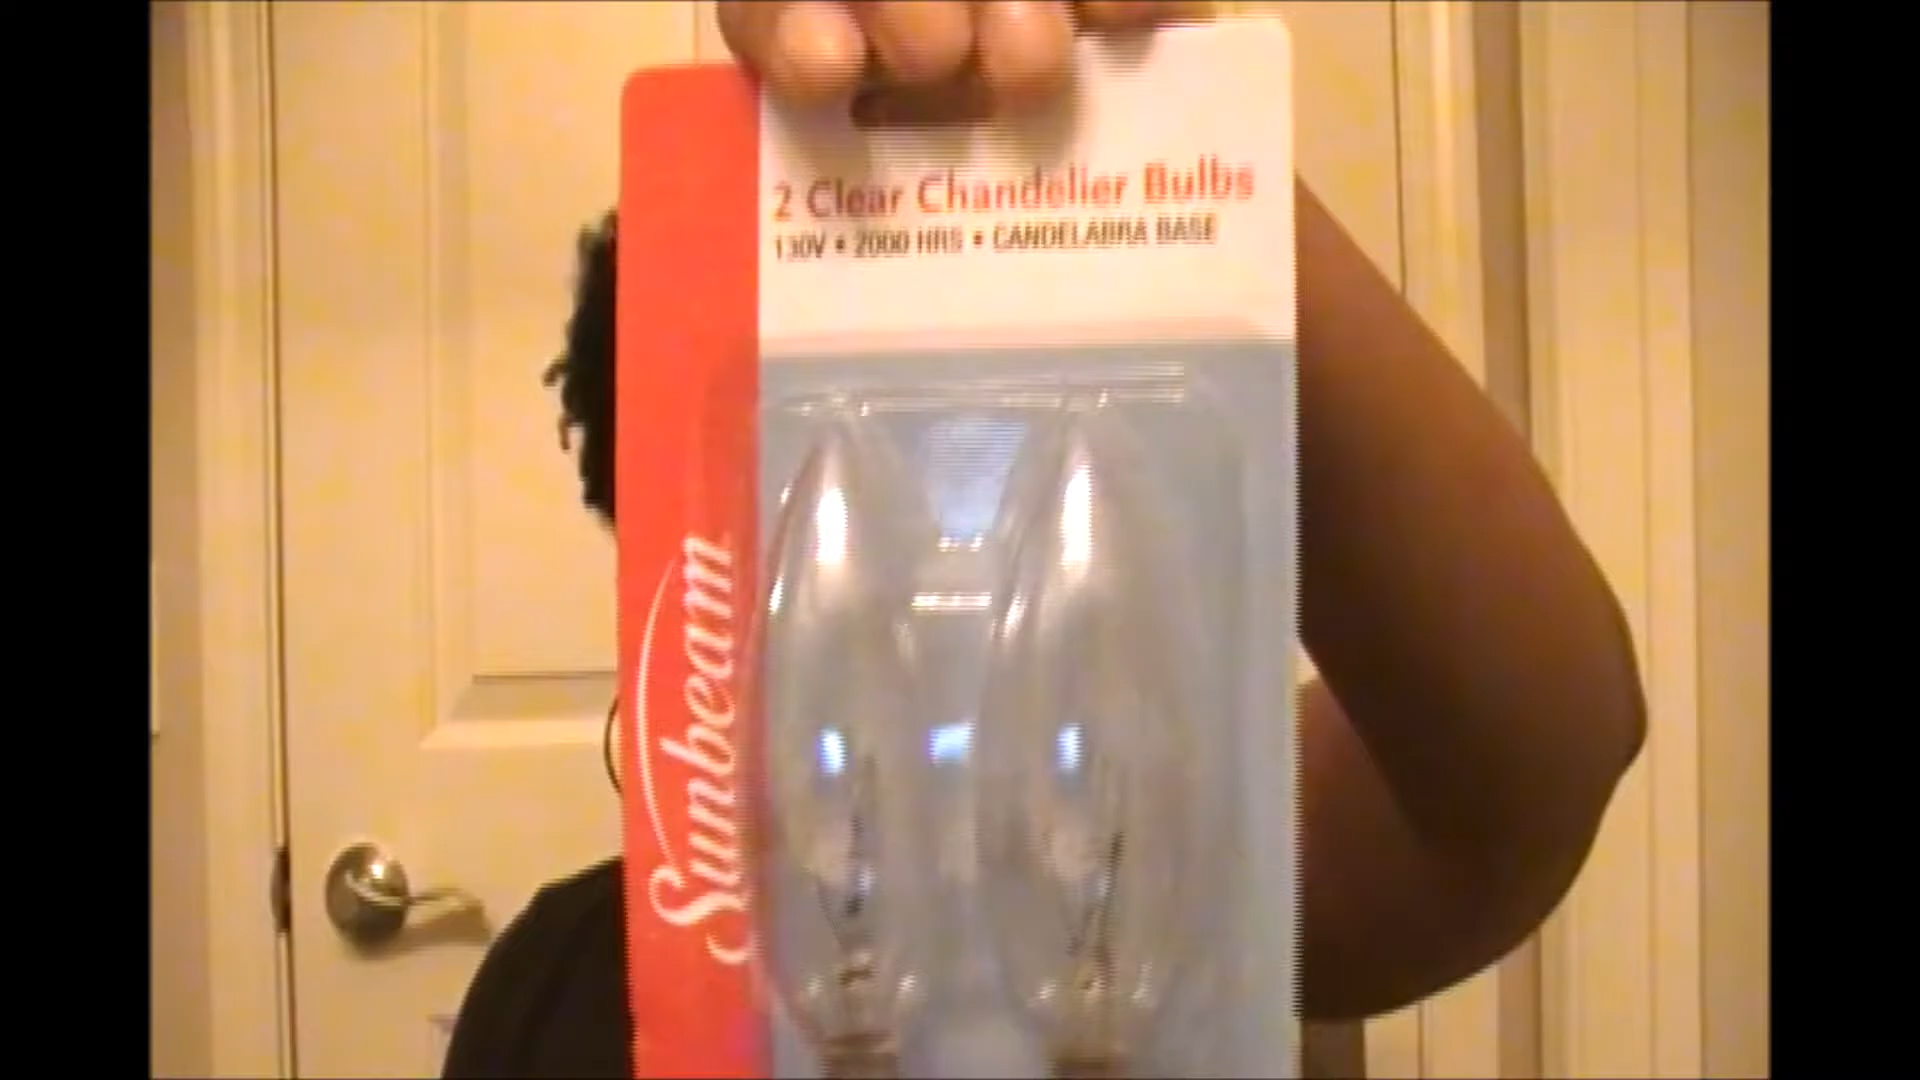 2 Clear Chandelier Bulbs
130V • 2000 HRS • CANDELABRA BASE
Sunbeam